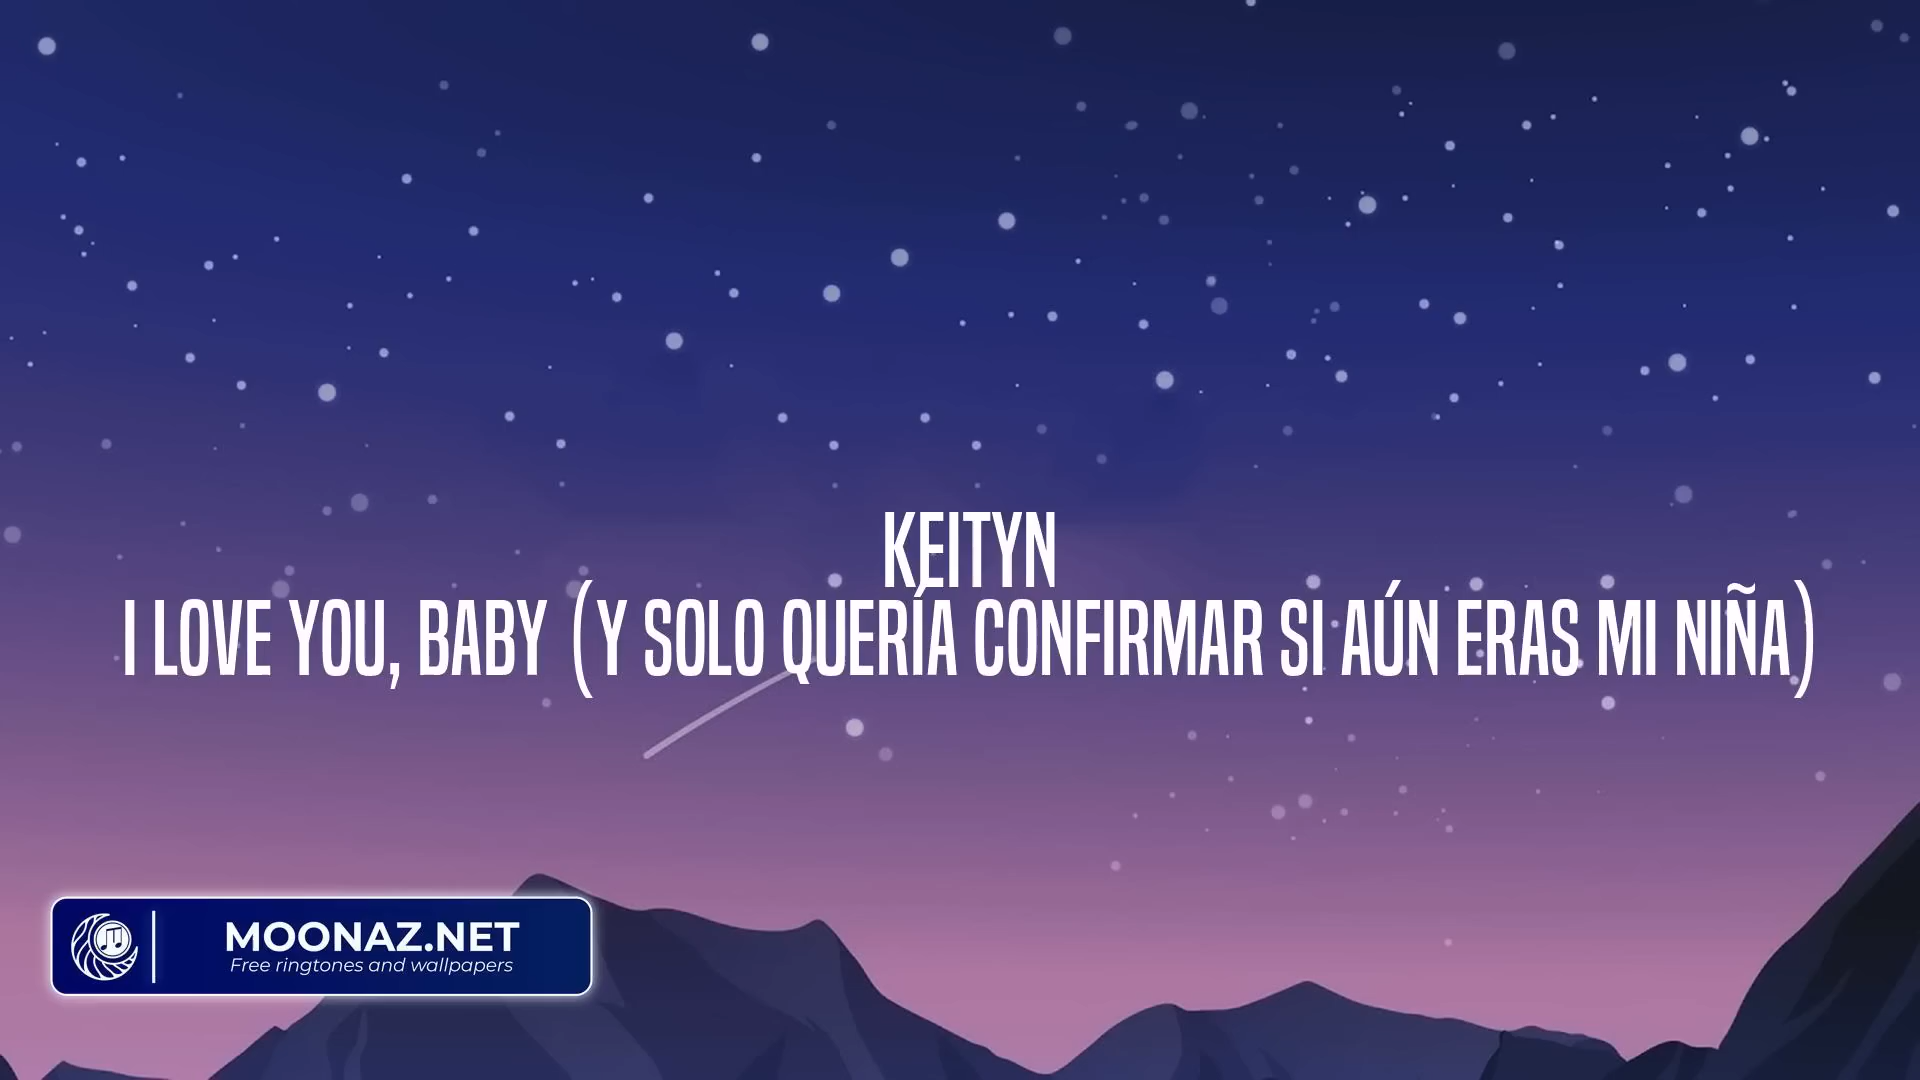 KEITYN
I LOVE YOU, BABY (Y SOLO QUERÍA CONFIRMAR SI AÚN ERAS MI NIÑA)
MOONAZ.NET
Free ringtones and wallpapers